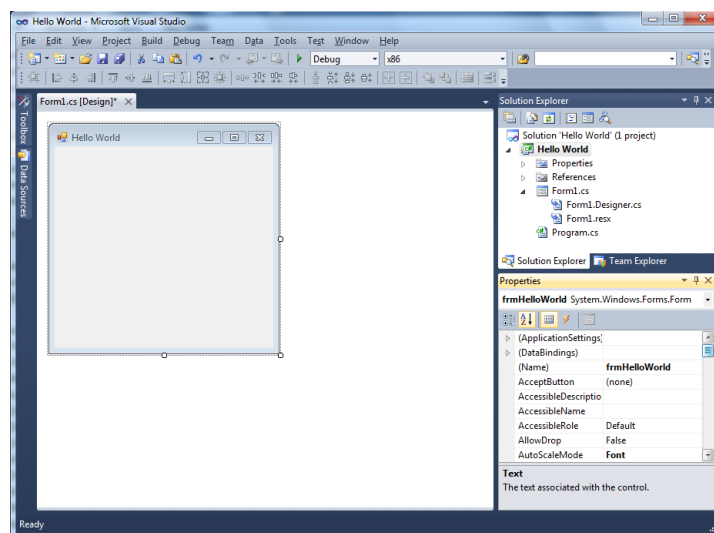 Hello World - Microsoft Visual Studio
File Edit View Project Build Debug Team Data Tools Test Window Help
Debug x86
Form1.cs [Design]*
Toolbox
Data Sources
Hello World
Solution Explorer
Solution 'Hello World' (1 project)
Hello World
Properties
References
Form1.cs
Form1.Designer.cs
Form1.resx
Program.cs
Solution Explorer Team Explorer
Properties
frmHelloWorld System.Windows.Forms.Form
(ApplicationSettings)
(DataBindings)
(Name) frmHelloWorld
AcceptButton (none)
AccessibleDescriptio
AccessibleName
AccessibleRole Default
AllowDrop False
AutoScaleMode Font
Text
The text associated with the control.
Ready